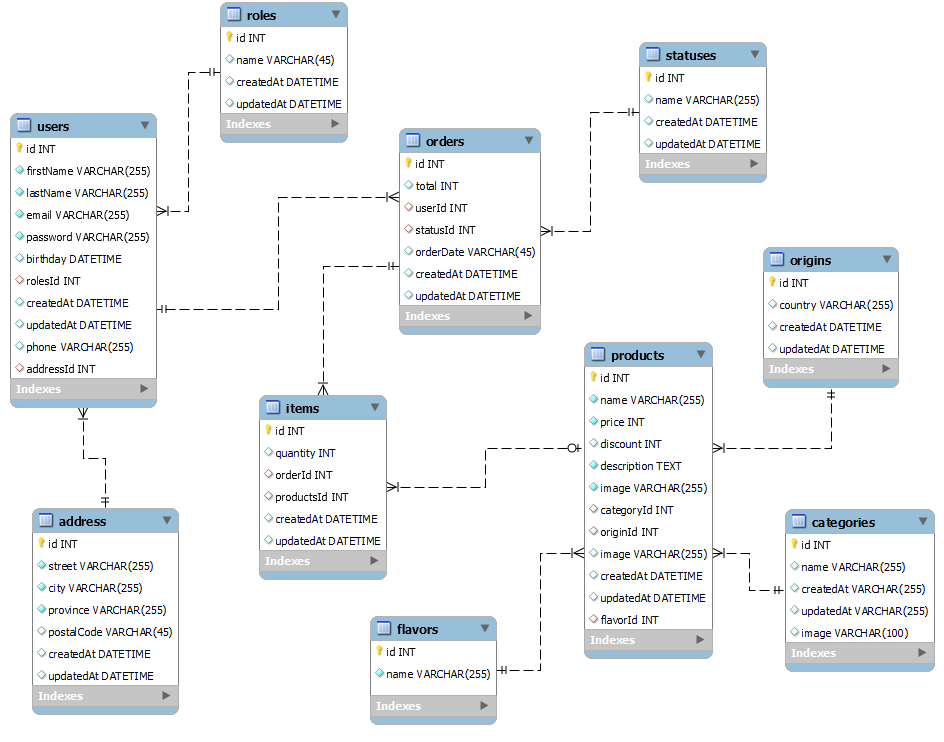 roles
id INT
name VARCHAR(45)
createdAt DATETIME
updatedAt DATETIME
Indexes
statuses
id INT
name VARCHAR(255)
createdAt DATETIME
updatedAt DATETIME
Indexes
users
id INT
firstName VARCHAR(255)
lastName VARCHAR(255)
email VARCHAR(255)
password VARCHAR(255)
birthday DATETIME
rolesId INT
createdAt DATETIME
updatedAt DATETIME
phone VARCHAR(255)
addressId INT
Indexes
orders
id INT
total INT
userId INT
statusId INT
orderDate VARCHAR(45)
createdAt DATETIME
updatedAt DATETIME
Indexes
origins
id INT
country VARCHAR(255)
createdAt DATETIME
updatedAt DATETIME
Indexes
products
id INT
name VARCHAR(255)
price INT
discount INT
description TEXT
image VARCHAR(255)
categoryId INT
originId INT
image VARCHAR(255)
createdAt DATETIME
updatedAt DATETIME
flavorId INT
Indexes
items
id INT
quantity INT
orderId INT
productsId INT
createdAt DATETIME
updatedAt DATETIME
Indexes
address
id INT
street VARCHAR(255)
city VARCHAR(255)
province VARCHAR(255)
postalCode VARCHAR(45)
createdAt DATETIME
updatedAt DATETIME
Indexes
categories
id INT
name VARCHAR(255)
createdAt VARCHAR(255)
updatedAt VARCHAR(255)
image VARCHAR(100)
Indexes
flavors
id INT
name VARCHAR(255)
Indexes